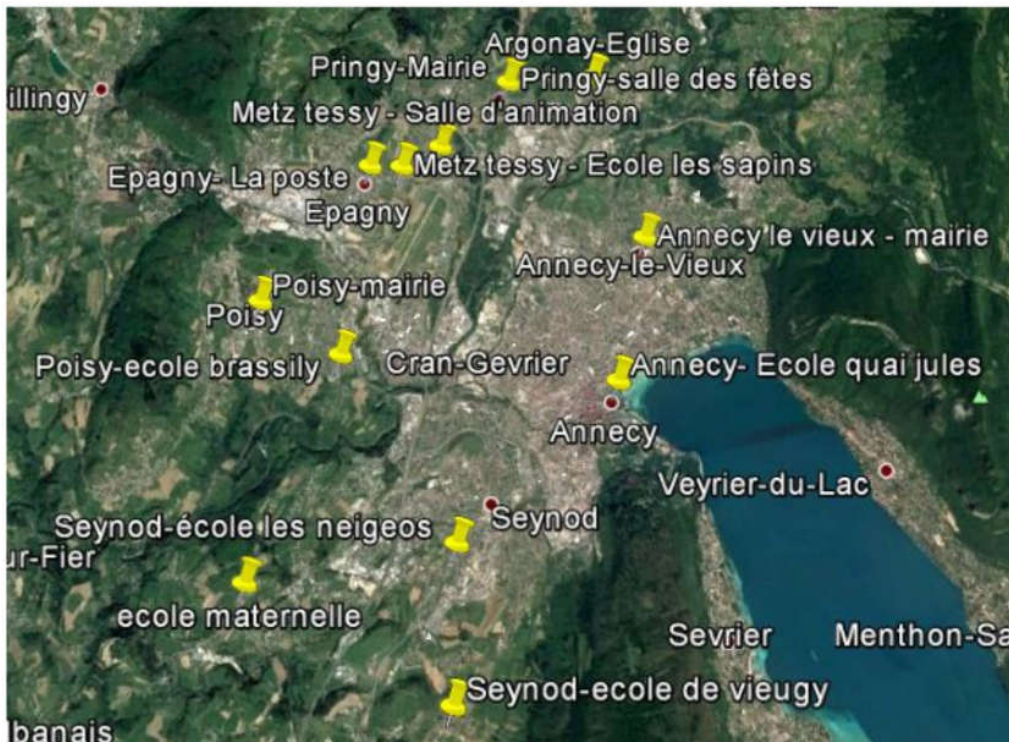 Argonay-Eglise
Pringy-Mairie
Pringy-salle des fêtes
illingy
Metz tessy - Salle d'animation
Metz tessy - Ecole les sapins
Epagny- La poste
Epagny
Annecy le vieux - mairie
Annecy-le-Vieux
Poisy-mairie
Poisy
Poisy-ecole brassily
Cran-Gevrier
Annecy- Ecole quai jules
Annecy
Veyrier-du-Lac
Seynod
Seynod-école les neigeos
ur-Fier
ecole maternelle
Sevrier
Menthon-Sa
Seynod-ecole de vieugy
lbanais